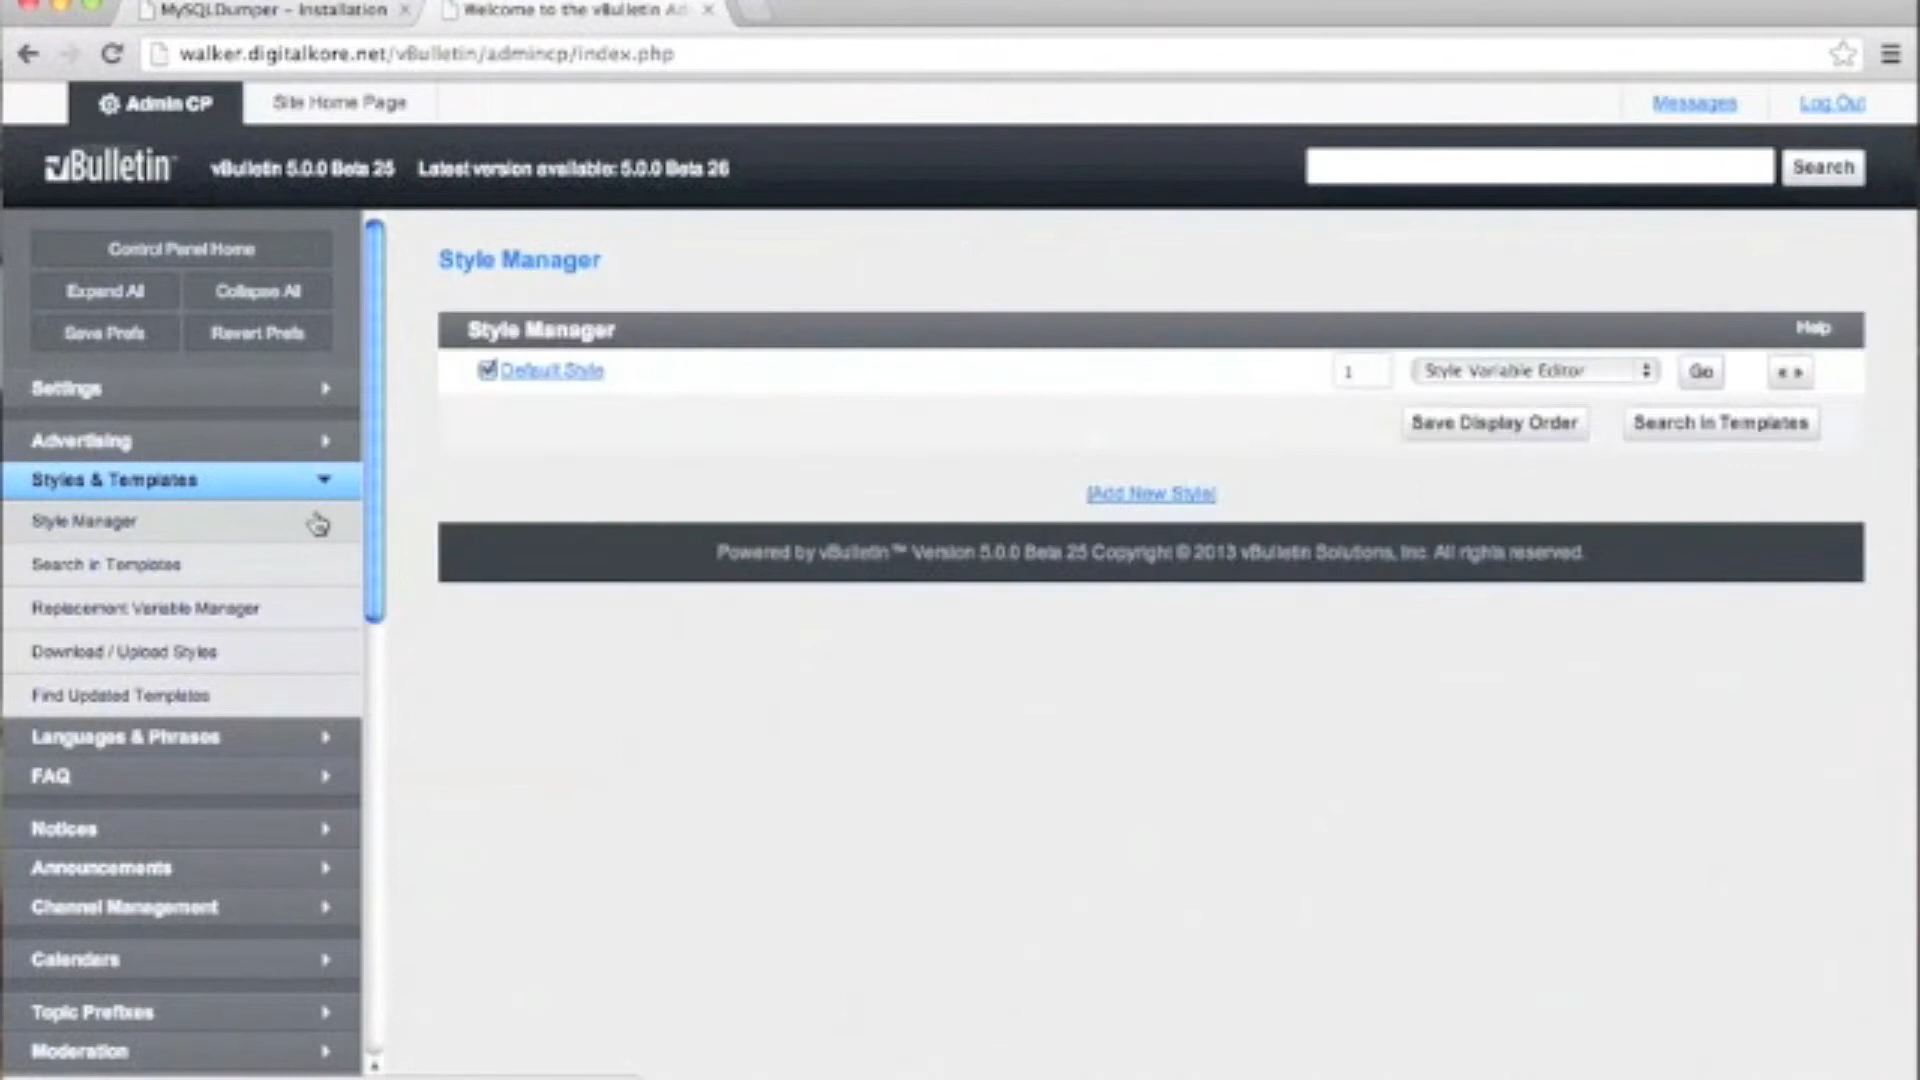 MySQLDumper - Installation
Welcome to the vBulletin Ad
walker.digitalkore.net/vBulletin/admincp/index.php
Admin CP
Site Home Page
Messages
Log Out
vBulletin
vBulletin 5.0.0 Beta 25
Latest version available: 5.0.0 Beta 26
Search
Control Panel Home
Expand All
Collapse All
Save Prefs
Revert Prefs
Settings
Advertising
Styles & Templates
Style Manager
Search in Templates
Replacement Variable Manager
Download / Upload Styles
Find Updated Templates
Languages & Phrases
FAQ
Notices
Announcements
Channel Management
Calendars
Topic Prefixes
Moderation
Style Manager
Style Manager
Help
Default Style
1
Style Variable Editor
Go
« »
Save Display Order
Search in Templates
[Add New Style]
Powered by vBulletin™ Version 5.0.0 Beta 25 Copyright © 2013 vBulletin Solutions, Inc. All rights reserved.